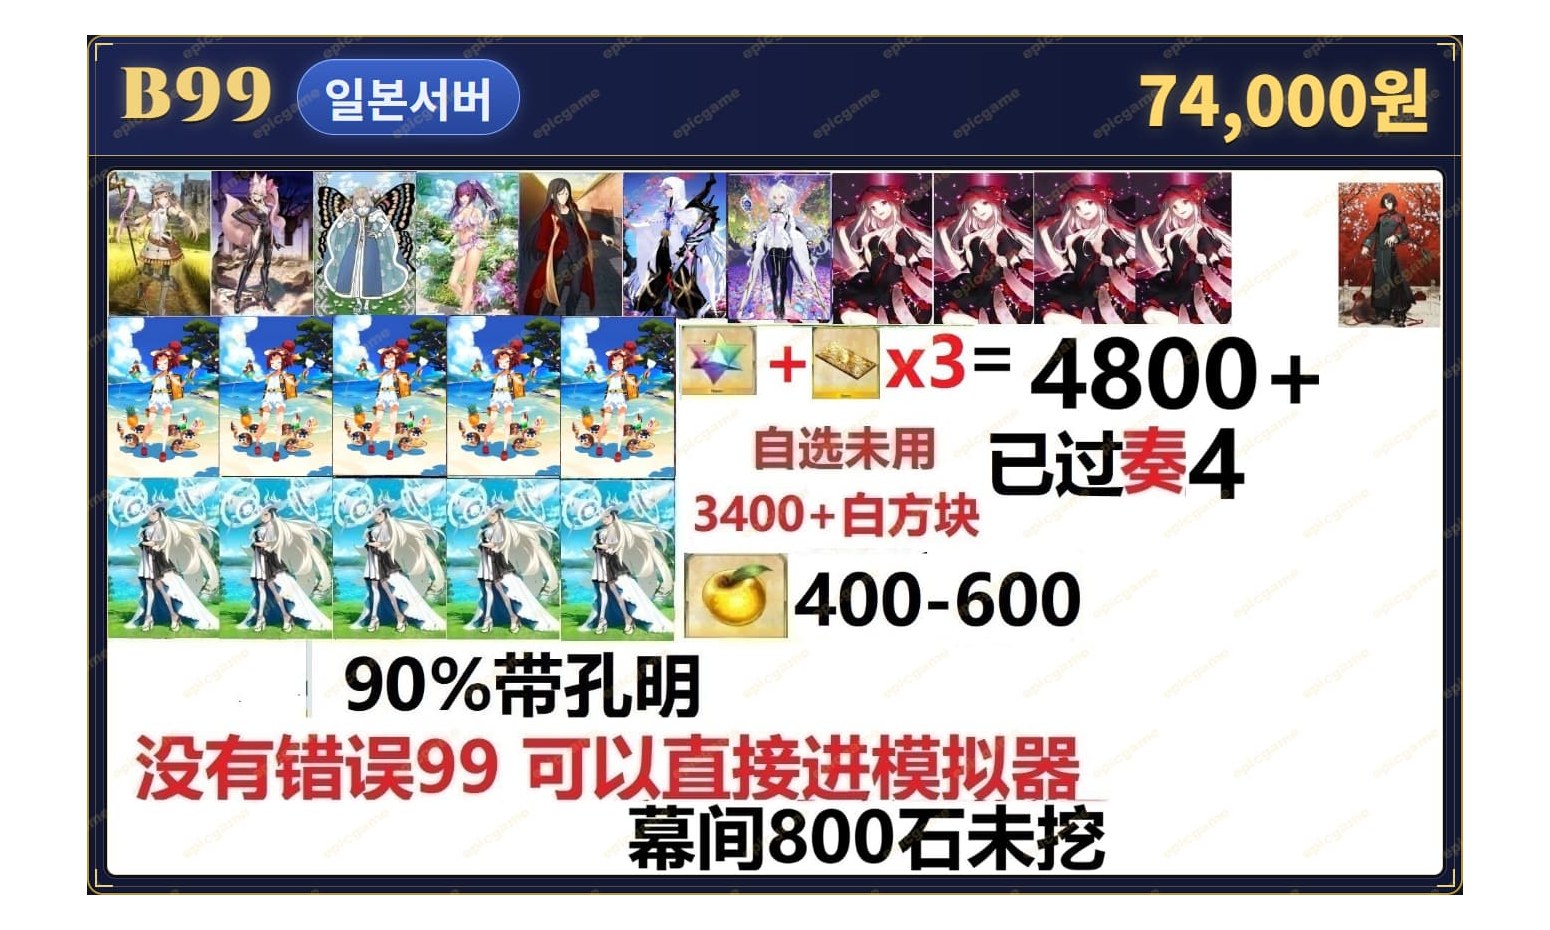 B99 일본서버 74,000원
+ x3= 4800+
自选未用 已过奏4
3400+白方块
400-600
90%带孔明
没有错误99 可以直接进模拟器
幕间800石未挖
epicgame